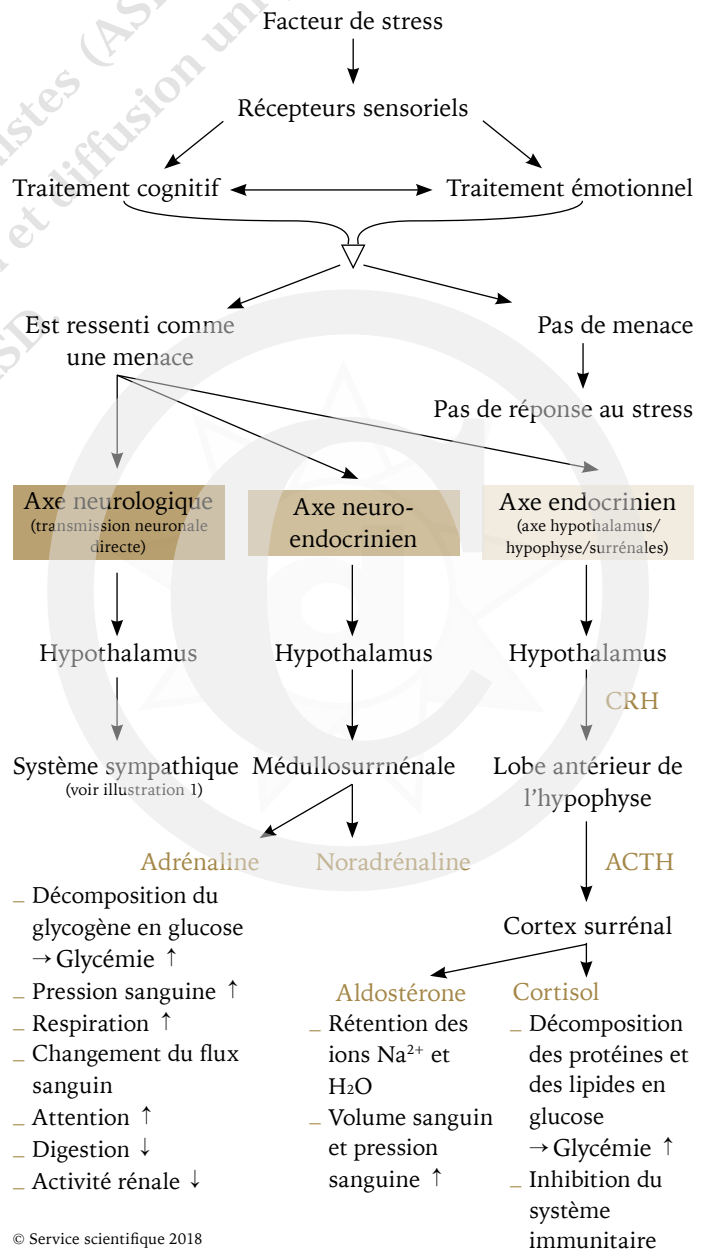 Facteur de stress
Récepteurs sensoriels
Traitement cognitif
Traitement émotionnel
Est ressenti comme
une menace
Pas de menace
Pas de réponse au stress
Axe neurologique
(transmission neuronale
directe)
Axe neuro-
endocrinien
Axe endocrinien
(axe hypothalamus/
hypophyse/surrénales)
Hypothalamus
Hypothalamus
Hypothalamus
CRH
Système sympathique
(voir illustration 1)
Médullosurrnénale
Lobe antérieur de
l'hypophyse
Adrénaline
Noradrénaline
ACTH
_ Décomposition du
glycogène en glucose
→ Glycémie ↑
_ Pression sanguine ↑
_ Respiration ↑
_ Changement du flux
sanguin
_ Attention ↑
_ Digestion ↓
_ Activité rénale ↓
Cortex surrénal
Aldostérone
_ Rétention des
ions Na²⁺ et
H₂O
_ Volume sanguin
et pression
sanguine ↑
Cortisol
_ Décomposition
des protéines et
des lipides en
glucose
→ Glycémie ↑
_ Inhibition du
système
immunitaire
© Service scientifique 2018
et diffusion